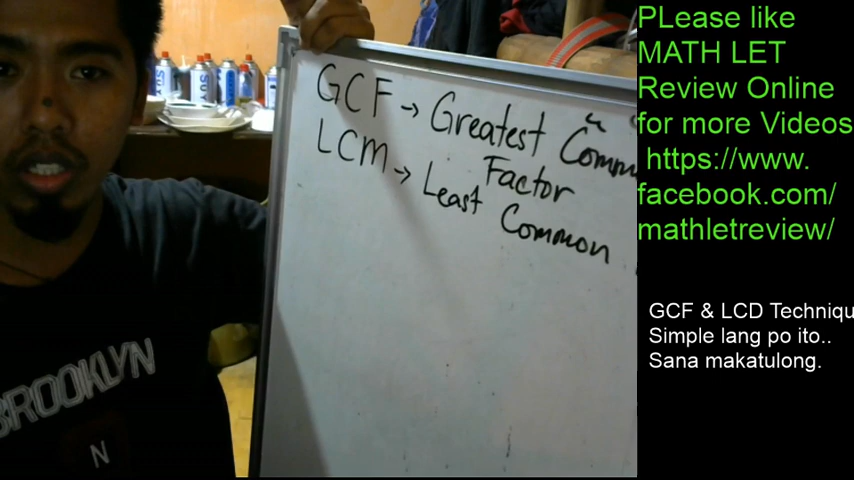 GCF → Greatest
Factor
LCM → Least
Common
BROOKLYN
N
PLease like
MATH LET
Review Online
for more Videos
https://www.
facebook.com/
mathletreview/
GCF & LCD Techniqu
Simple lang po ito..
Sana makatulong.